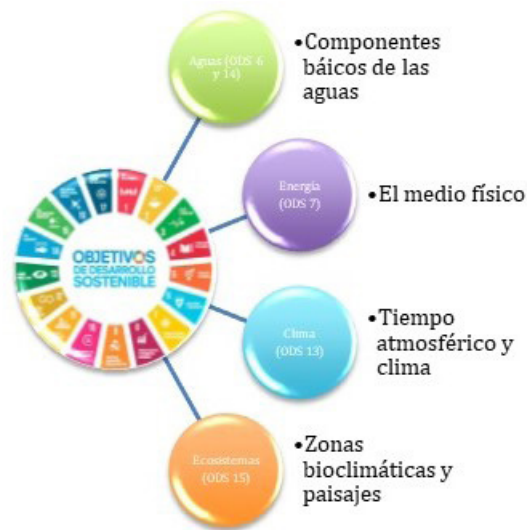 Aguas (ODS 6
y 14)
•Componentes
báicos de las
aguas
Energía
(ODS 7)
•El medio físico
OBJETIVOS
DE DESARROLLO
SOSTENIBLE
Clima
(ODS 13)
•Tiempo
atmosférico y
clima
Ecosistemas
(ODS 15)
•Zonas
bioclimáticas y
paisajes